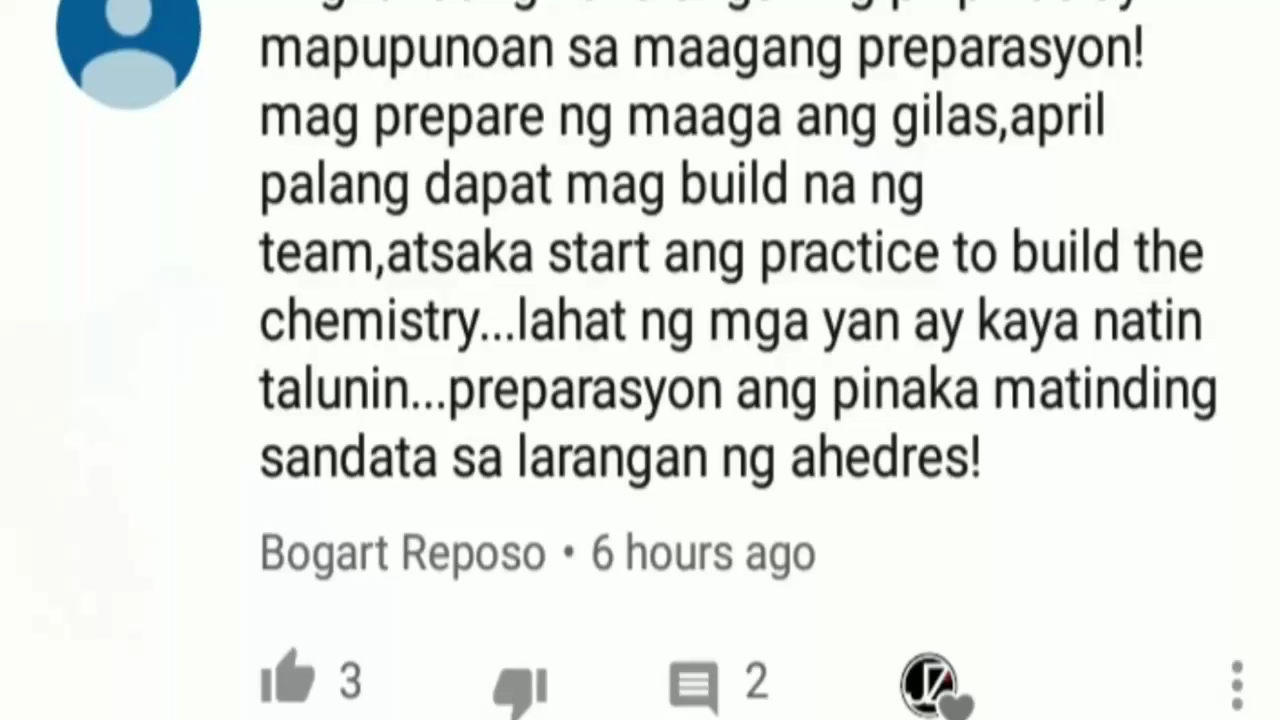 mapupunoan sa maagang preparasyon!
mag prepare ng maaga ang gilas,april
palang dapat mag build na ng
team,atsaka start ang practice to build the
chemistry...lahat ng mga yan ay kaya natin
talunin...preparasyon ang pinaka matinding
sandata sa larangan ng ahedres!
Bogart Reposo • 6 hours ago
3 2
JZ